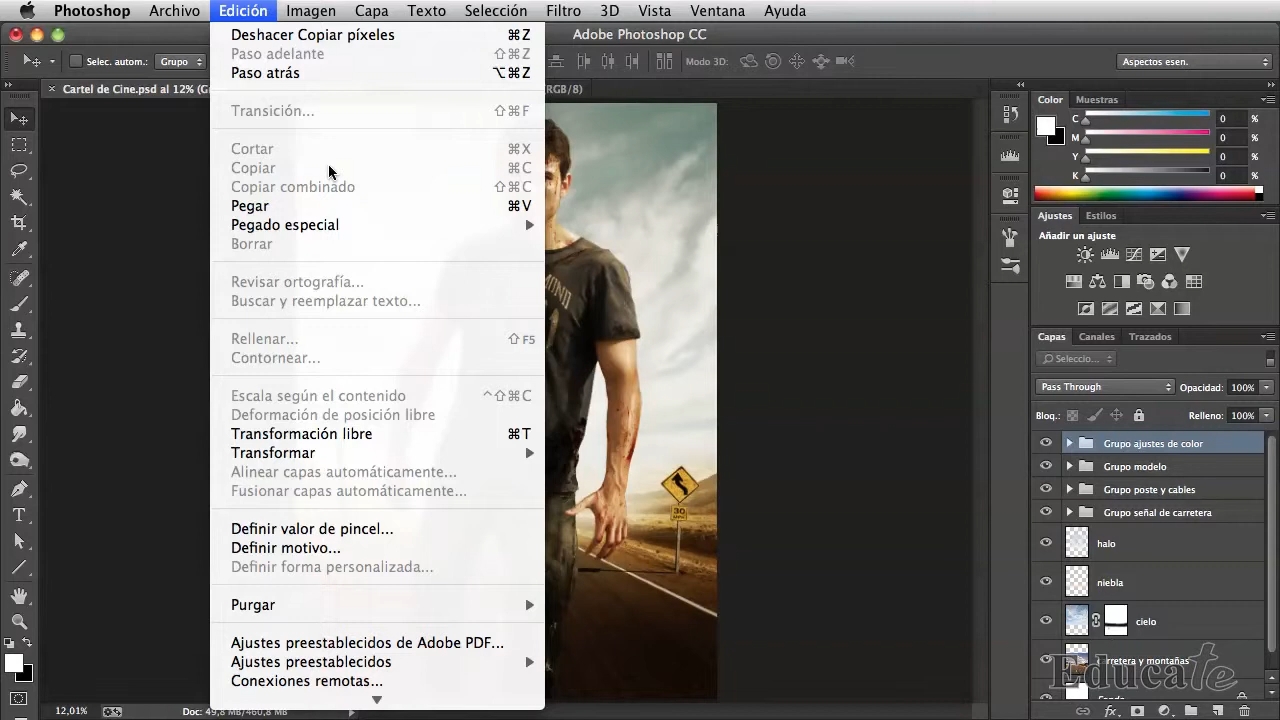 Photoshop Archivo Edición Imagen Capa Texto Selección Filtro 3D Vista Ventana Ayuda
Adobe Photoshop CC
Selec. autom.: Grupo
Modo 3D:
Aspectos esen.
Cartel de Cine.psd al 12% (Gr
RGB/8)
Deshacer Copiar píxeles ⌘Z
Paso adelante ⇧⌘Z
Paso atrás ⌥⌘Z
Transición... ⇧⌘F
Cortar ⌘X
Copiar ⌘C
Copiar combinado ⇧⌘C
Pegar ⌘V
Pegado especial
Borrar
Revisar ortografía...
Buscar y reemplazar texto...
Rellenar... ⇧F5
Contornear...
Escala según el contenido ^⇧⌘C
Deformación de posición libre
Transformación libre ⌘T
Transformar
Alinear capas automáticamente...
Fusionar capas automáticamente...
Definir valor de pincel...
Definir motivo...
Definir forma personalizada...
Purgar
Ajustes preestablecidos de Adobe PDF...
Ajustes preestablecidos
Conexiones remotas...
30
Color Muestras
C 0 %
M 0 %
Y 0 %
K 0 %
Ajustes Estilos
Añadir un ajuste
Capas Canales Trazados
Selecció...
Pass Through Opacidad: 100%
Bloq.: Relleno: 100%
Grupo ajustes de color
Grupo modelo
Grupo poste y cables
Grupo señal de carretera
halo
niebla
cielo
rretera y montañas
Educate
12,01% Doc: 49,8 MB/460,8 MB